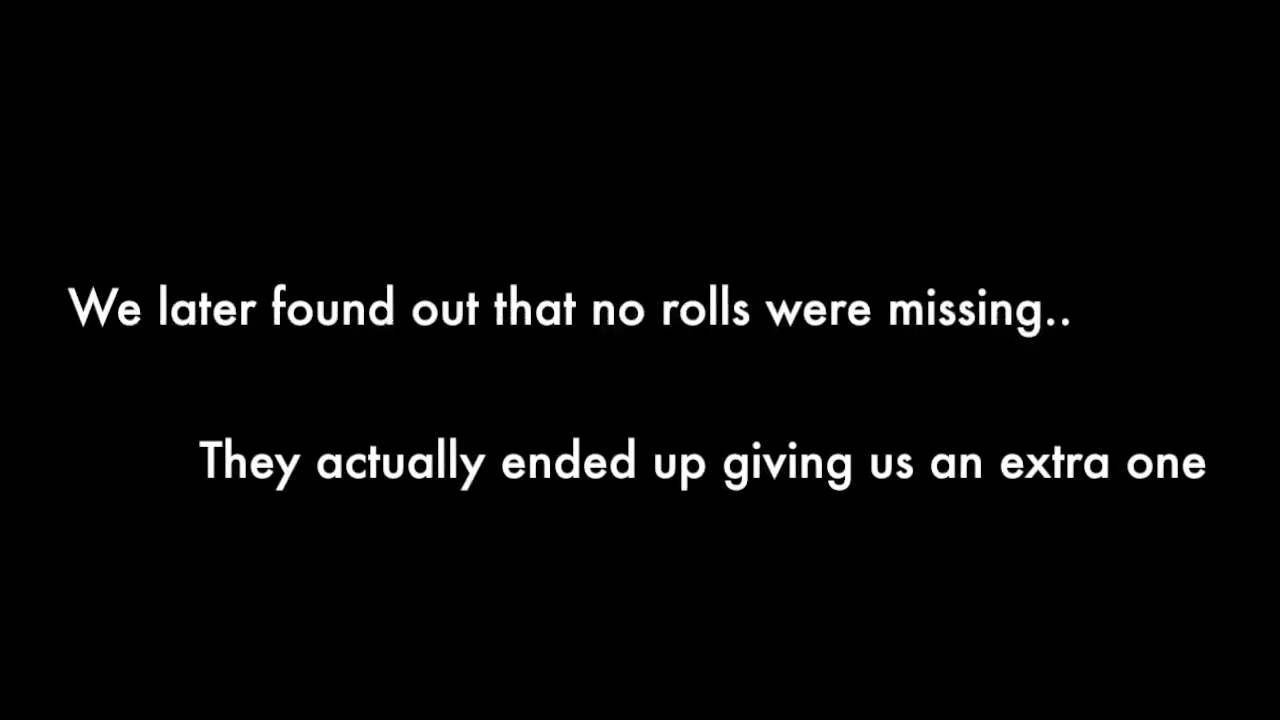 We later found out that no rolls were missing..
They actually ended up giving us an extra one